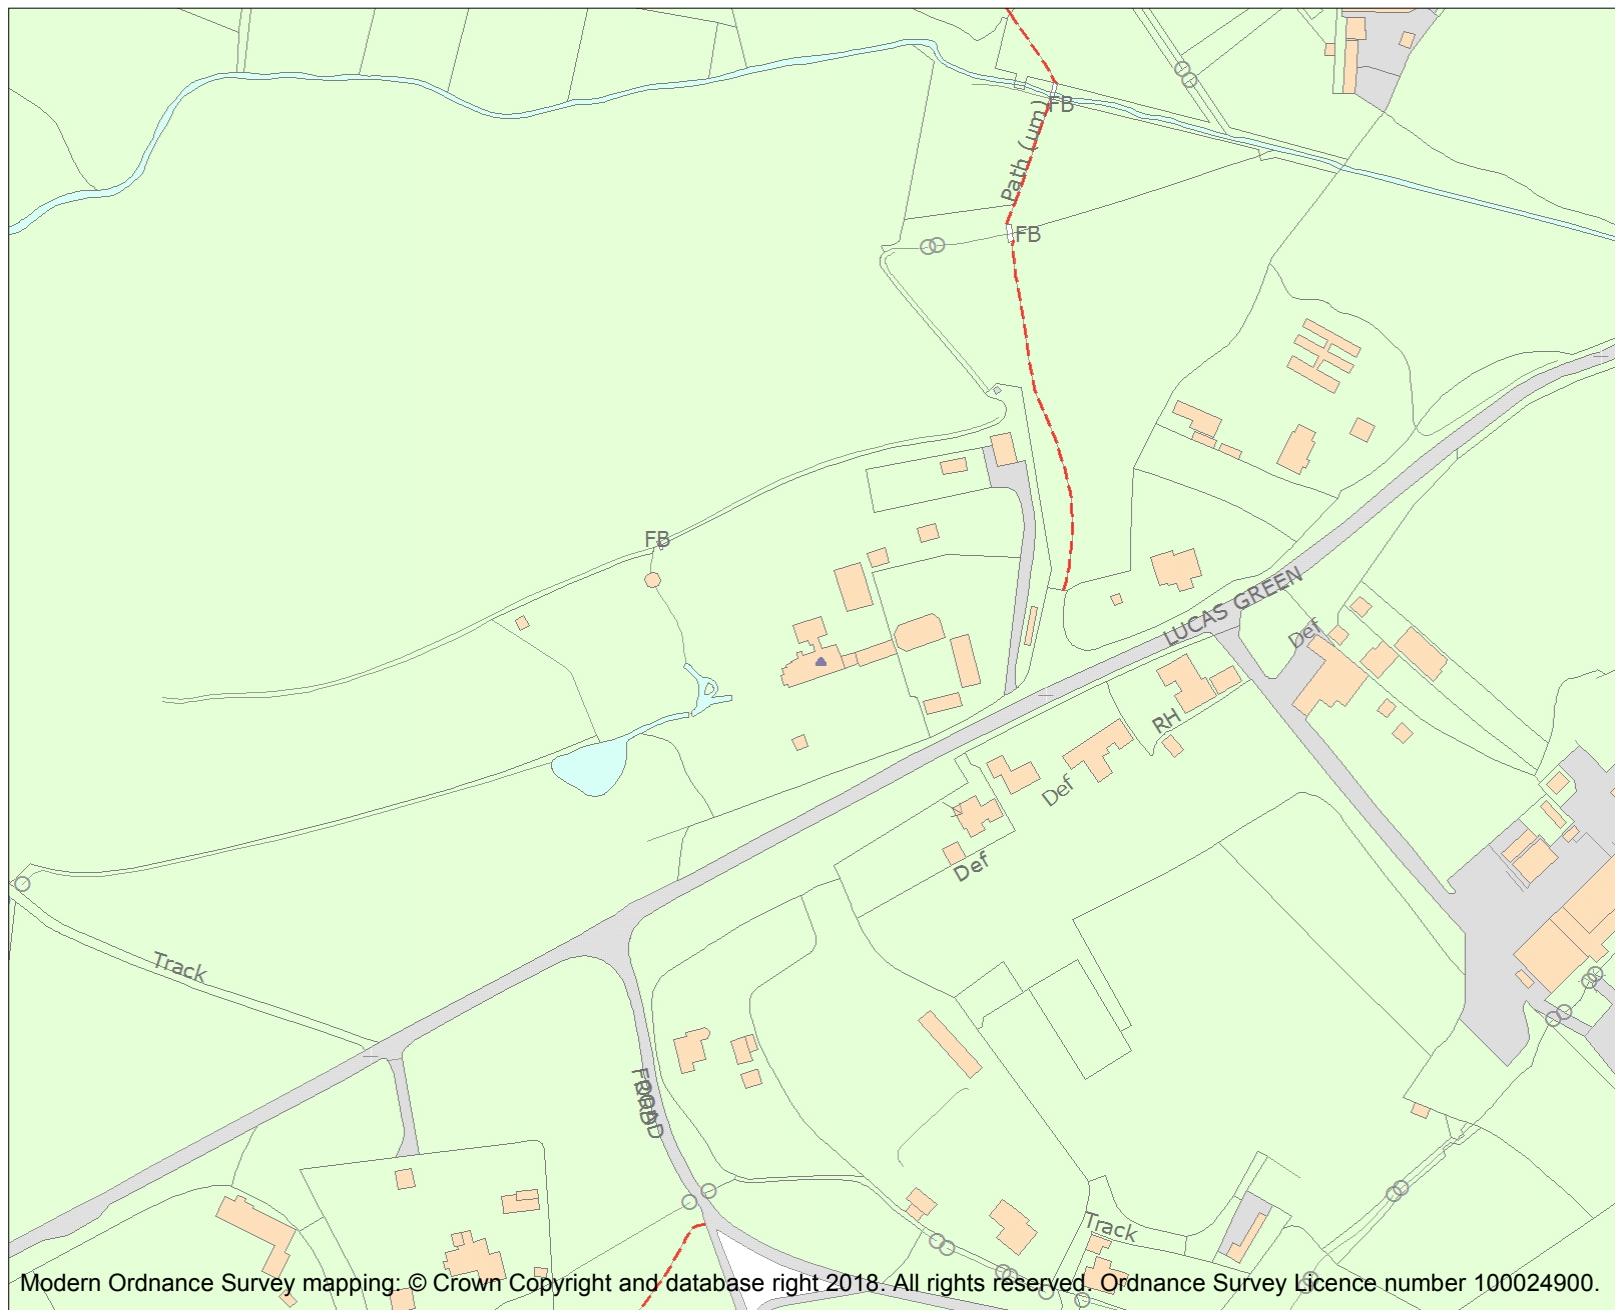 FB
Path (um)
FB
FB
LUCAS GREEN
Def
RH
Def
Def
Track
Track
Modern Ordnance Survey mapping: © Crown Copyright and database right 2018. All rights reserved. Ordnance Survey Licence number 100024900.